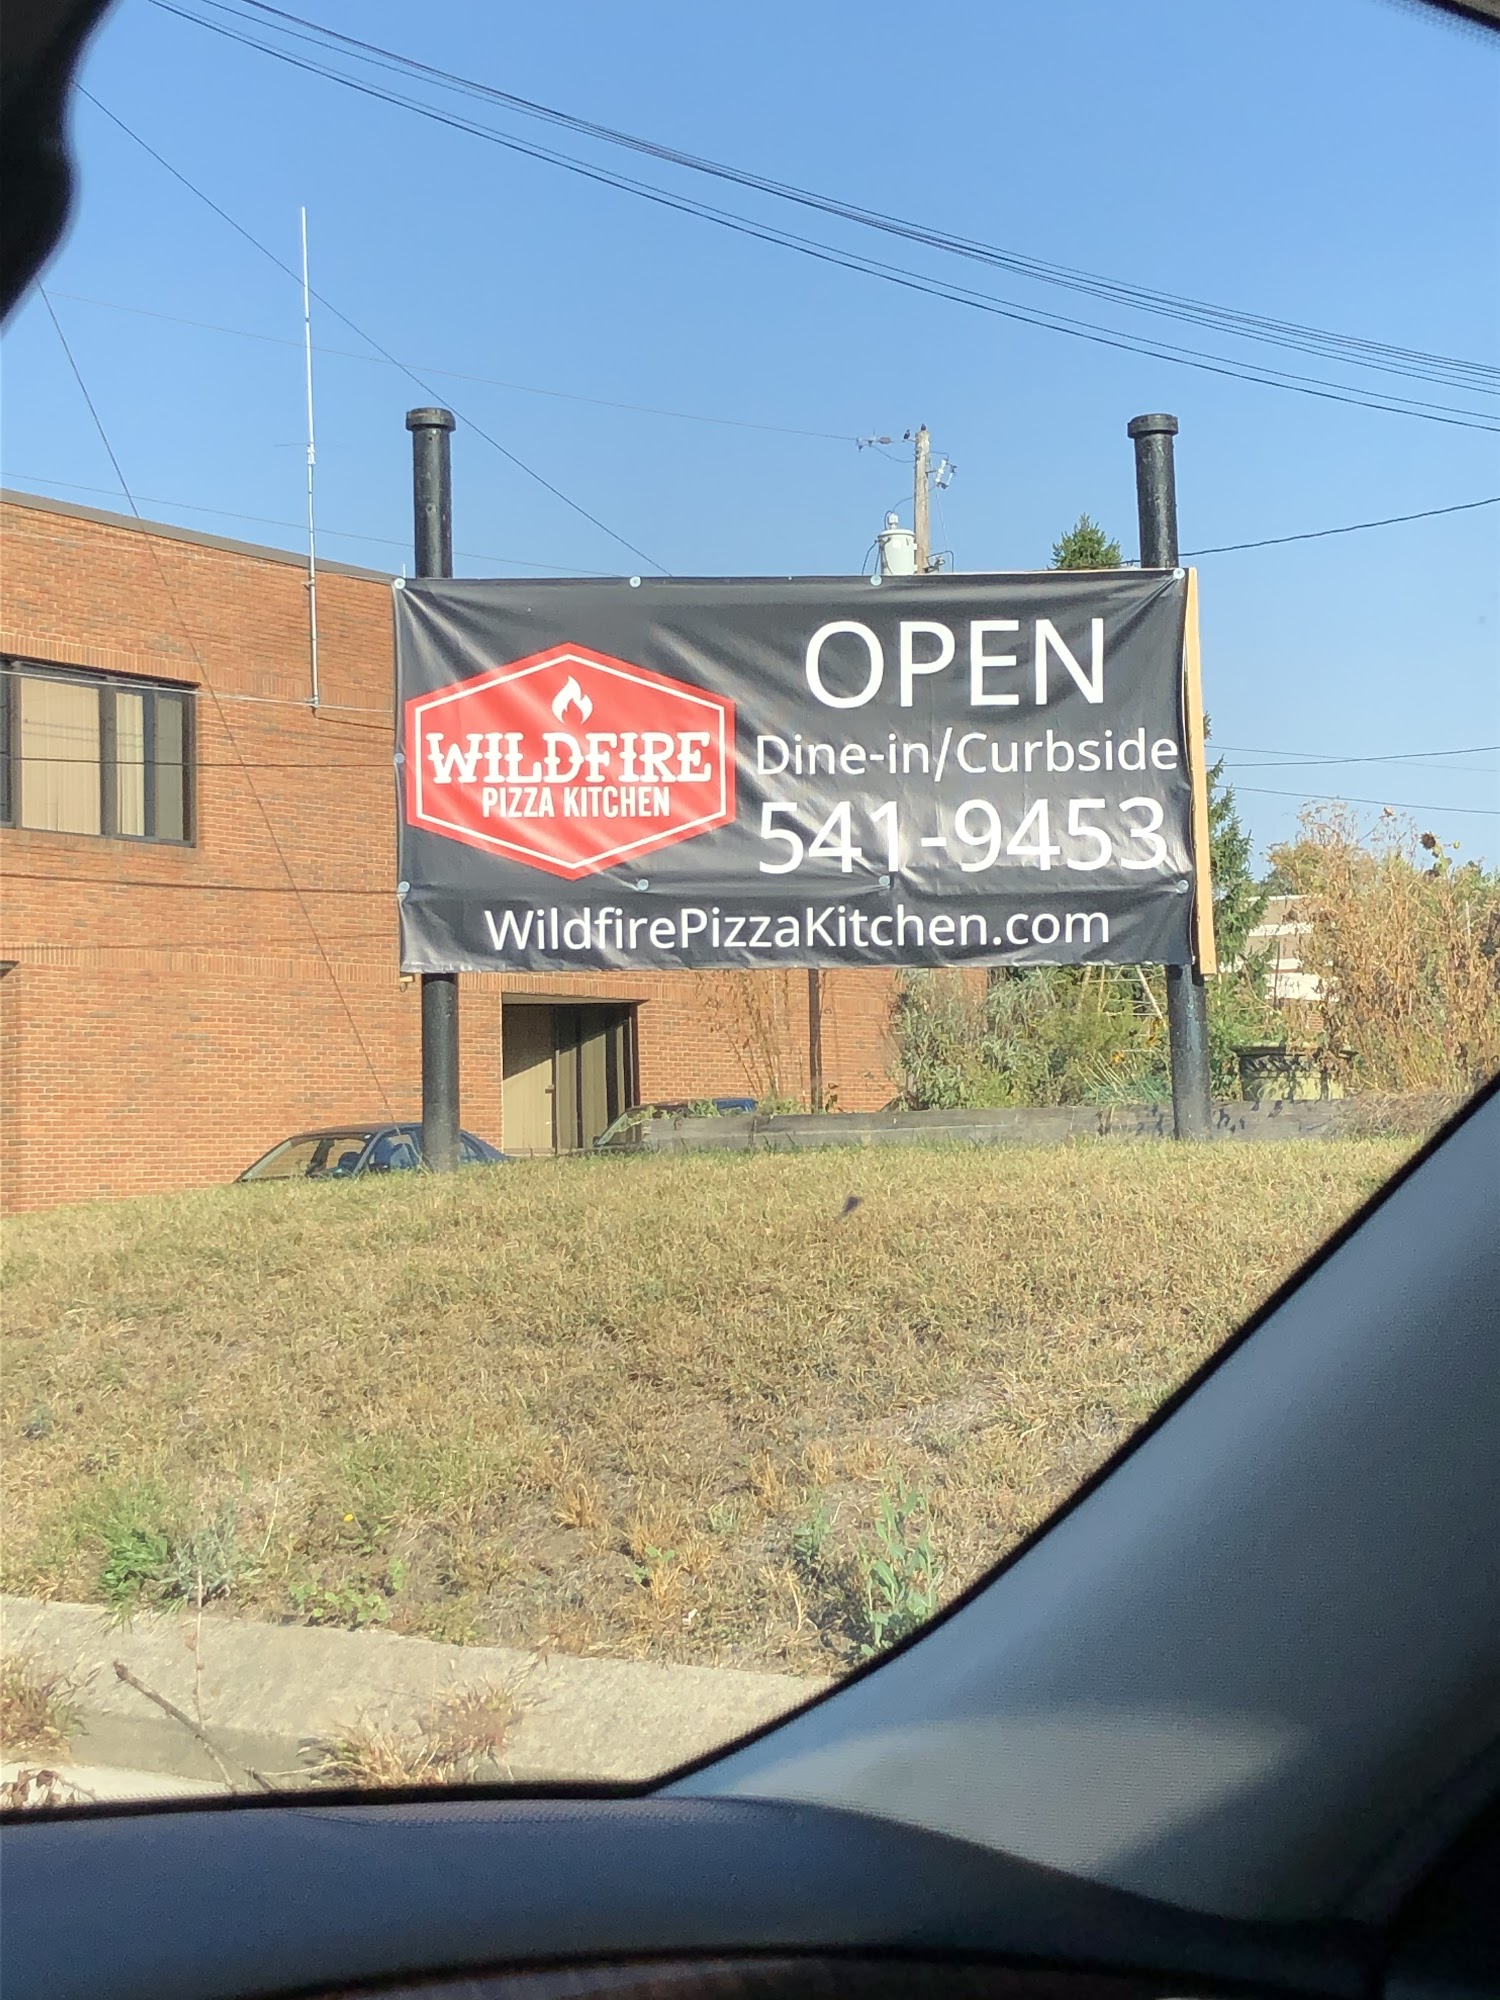 WILDFIRE
PIZZA KITCHEN
OPEN
Dine-in/Curbside
541-9453
WildfirePizzaKitchen.com